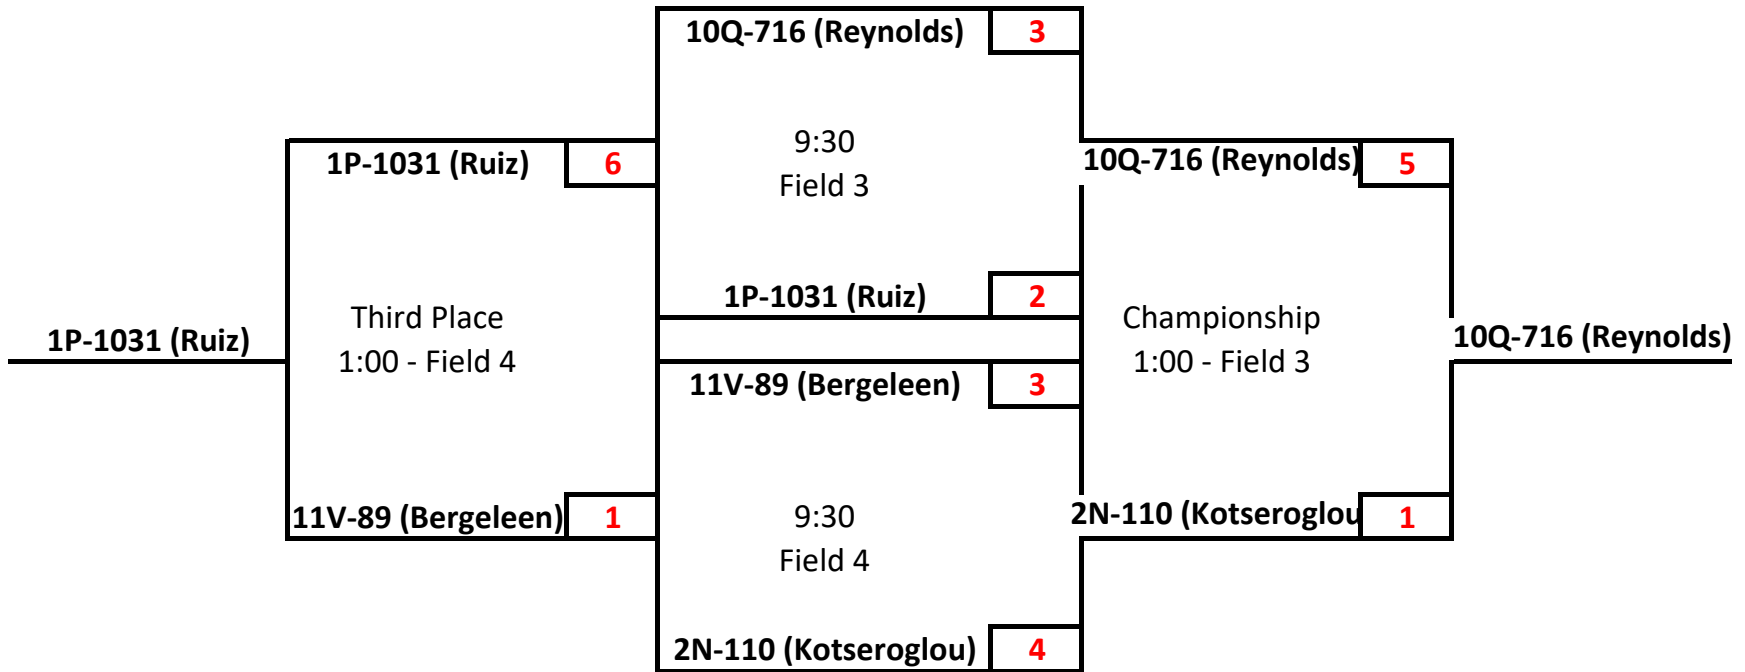 10Q-716 (Reynolds) 3
9:30
Field 3
1P-1031 (Ruiz) 6
10Q-716 (Reynolds) 5
1P-1031 (Ruiz) 2
Third Place
1:00 - Field 4
Championship
1:00 - Field 3
1P-1031 (Ruiz)
10Q-716 (Reynolds)
11V-89 (Bergeleen) 3
11V-89 (Bergeleen) 1
9:30
Field 4
2N-110 (Kotseroglou 1
2N-110 (Kotseroglou) 4